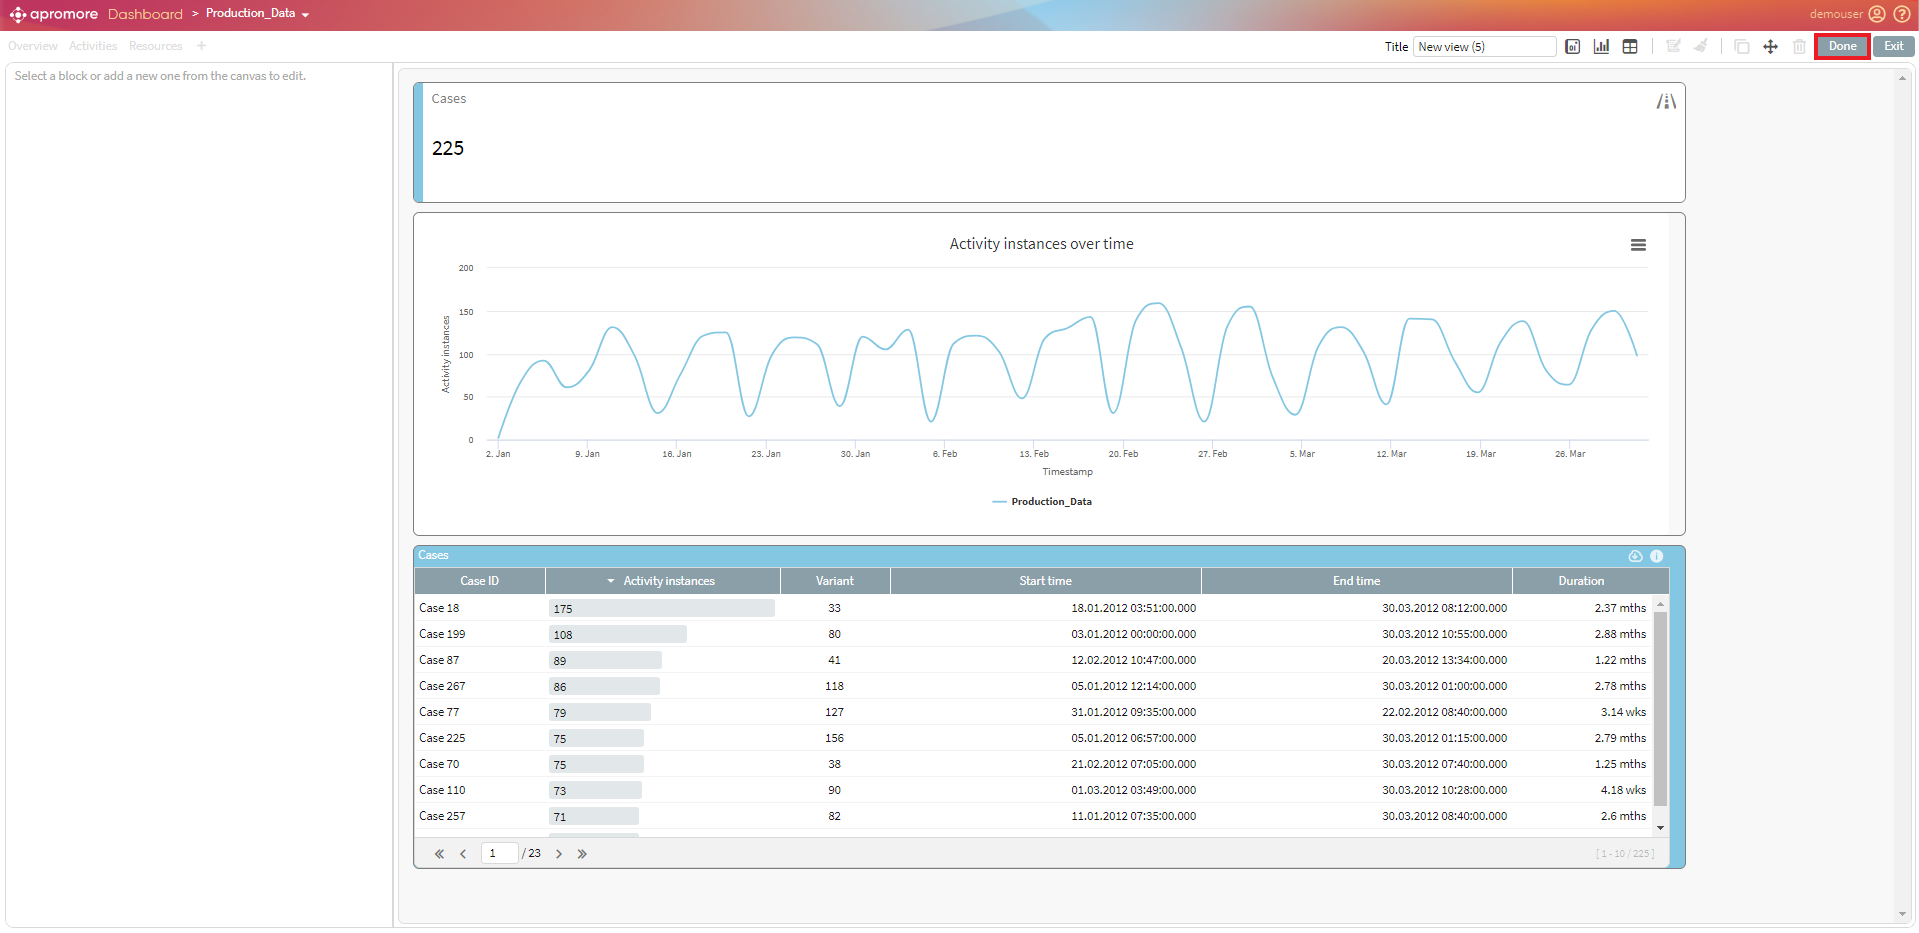 apromore Dashboard > Production_Data demouser
Overview Activities Resources + Title New view (5) Done Exit
Select a block or add a new one from the canvas to edit.
Cases
225
Activity instances over time
Activity instances
200
150
100
50
0
2. Jan 9. Jan 16. Jan 23. Jan 30. Jan 6. Feb 13. Feb 20. Feb 27. Feb 5. Mar 12. Mar 19. Mar 26. Mar
Timestamp
Production_Data
Cases
Case ID Activity instances Variant Start time End time Duration
Case 18 175 33 18.01.2012 03:51:00.000 30.03.2012 08:12:00.000 2.37 mths
Case 199 108 80 03.01.2012 00:00:00.000 30.03.2012 10:55:00.000 2.88 mths
Case 87 89 41 12.02.2012 10:47:00.000 20.03.2012 13:34:00.000 1.22 mths
Case 267 86 118 05.01.2012 12:14:00.000 30.03.2012 01:00:00.000 2.78 mths
Case 77 79 127 31.01.2012 09:35:00.000 22.02.2012 08:40:00.000 3.14 wks
Case 225 75 156 05.01.2012 06:57:00.000 30.03.2012 01:15:00.000 2.79 mths
Case 70 75 38 21.02.2012 07:05:00.000 30.03.2012 07:40:00.000 1.25 mths
Case 110 73 90 01.03.2012 03:49:00.000 30.03.2012 10:28:00.000 4.18 wks
Case 257 71 82 11.01.2012 07:35:00.000 30.03.2012 08:40:00.000 2.6 mths
1 / 23 [ 1 - 10 / 225 ]